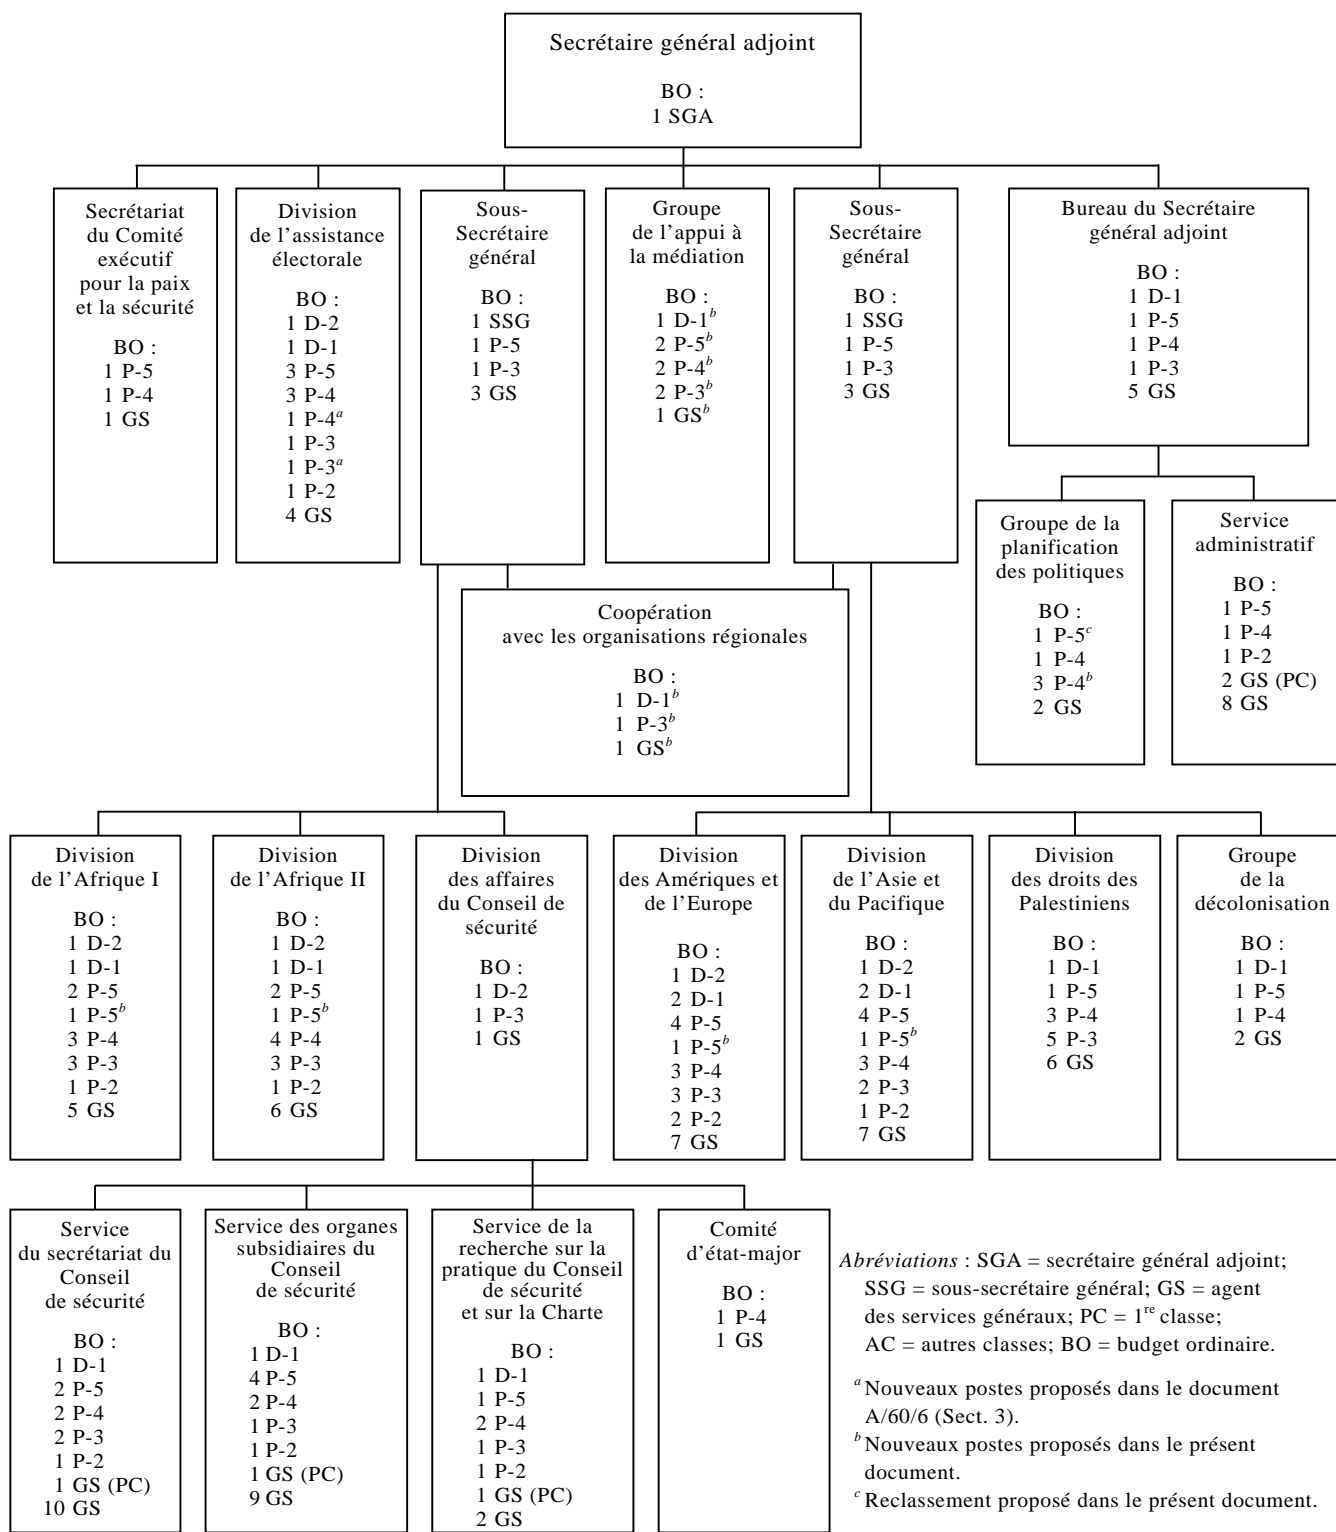 Secrétaire général adjoint
BO :
1 SGA
Secrétariat
du Comité
exécutif
pour la paix
et la sécurité
BO :
1 P-5
1 P-4
1 GS
Division
de l’assistance
électorale
BO :
1 D-2
1 D-1
3 P-5
3 P-4
1 P-4a
1 P-3
1 P-3a
1 P-2
4 GS
Sous-
Secrétaire
général
BO :
1 SSG
1 P-5
1 P-3
3 GS
Groupe
de l’appui à
la médiation
BO :
1 D-1b
2 P-5b
2 P-4b
2 P-3b
1 GSb
Sous-
Secrétaire
général
BO :
1 SSG
1 P-5
1 P-3
3 GS
Bureau du Secrétaire
général adjoint
BO :
1 D-1
1 P-5
1 P-4
1 P-3
5 GS
Groupe de la
planification
des politiques
BO :
1 P-5c
1 P-4
3 P-4b
2 GS
Service
administratif
BO :
1 P-5
1 P-4
1 P-2
2 GS (PC)
8 GS
Coopération
avec les organisations régionales
BO :
1 D-1b
1 P-3b
1 GSb
Division
de l’Afrique I
BO :
1 D-2
1 D-1
2 P-5
1 P-5b
3 P-4
3 P-3
1 P-2
5 GS
Division
de l’Afrique II
BO :
1 D-2
1 D-1
2 P-5
1 P-5b
4 P-4
3 P-3
1 P-2
6 GS
Division
des affaires
du Conseil de
sécurité
BO :
1 D-2
1 P-3
1 GS
Division
des Amériques et
de l’Europe
BO :
1 D-2
2 D-1
4 P-5
1 P-5b
3 P-4
3 P-3
2 P-2
7 GS
Division
de l’Asie et
du Pacifique
BO :
1 D-2
2 D-1
4 P-5
1 P-5b
3 P-4
2 P-3
1 P-2
7 GS
Division
des droits des
Palestiniens
BO :
1 D-1
1 P-5
3 P-4
5 P-3
6 GS
Groupe
de la
décolonisation
BO :
1 D-1
1 P-5
1 P-4
2 GS
Service
du secrétariat du
Conseil
de sécurité
BO :
1 D-1
2 P-5
2 P-4
2 P-3
1 P-2
1 GS (PC)
10 GS
Service des organes
subsidiaires du
Conseil
de sécurité
BO :
1 D-1
4 P-5
2 P-4
1 P-3
1 P-2
1 GS (PC)
9 GS
Service de la
recherche sur la
pratique du Conseil
de sécurité
et sur la Charte
BO :
1 D-1
1 P-5
2 P-4
1 P-3
1 P-2
1 GS (PC)
2 GS
Comité
d’état-major
BO :
1 P-4
1 GS
Abréviations : SGA = secrétaire général adjoint;
SSG = sous-secrétaire général; GS = agent
des services généraux; PC = 1re classe;
AC = autres classes; BO = budget ordinaire.
a Nouveaux postes proposés dans le document
A/60/6 (Sect. 3).
b Nouveaux postes proposés dans le présent
document.
c Reclassement proposé dans le présent document.